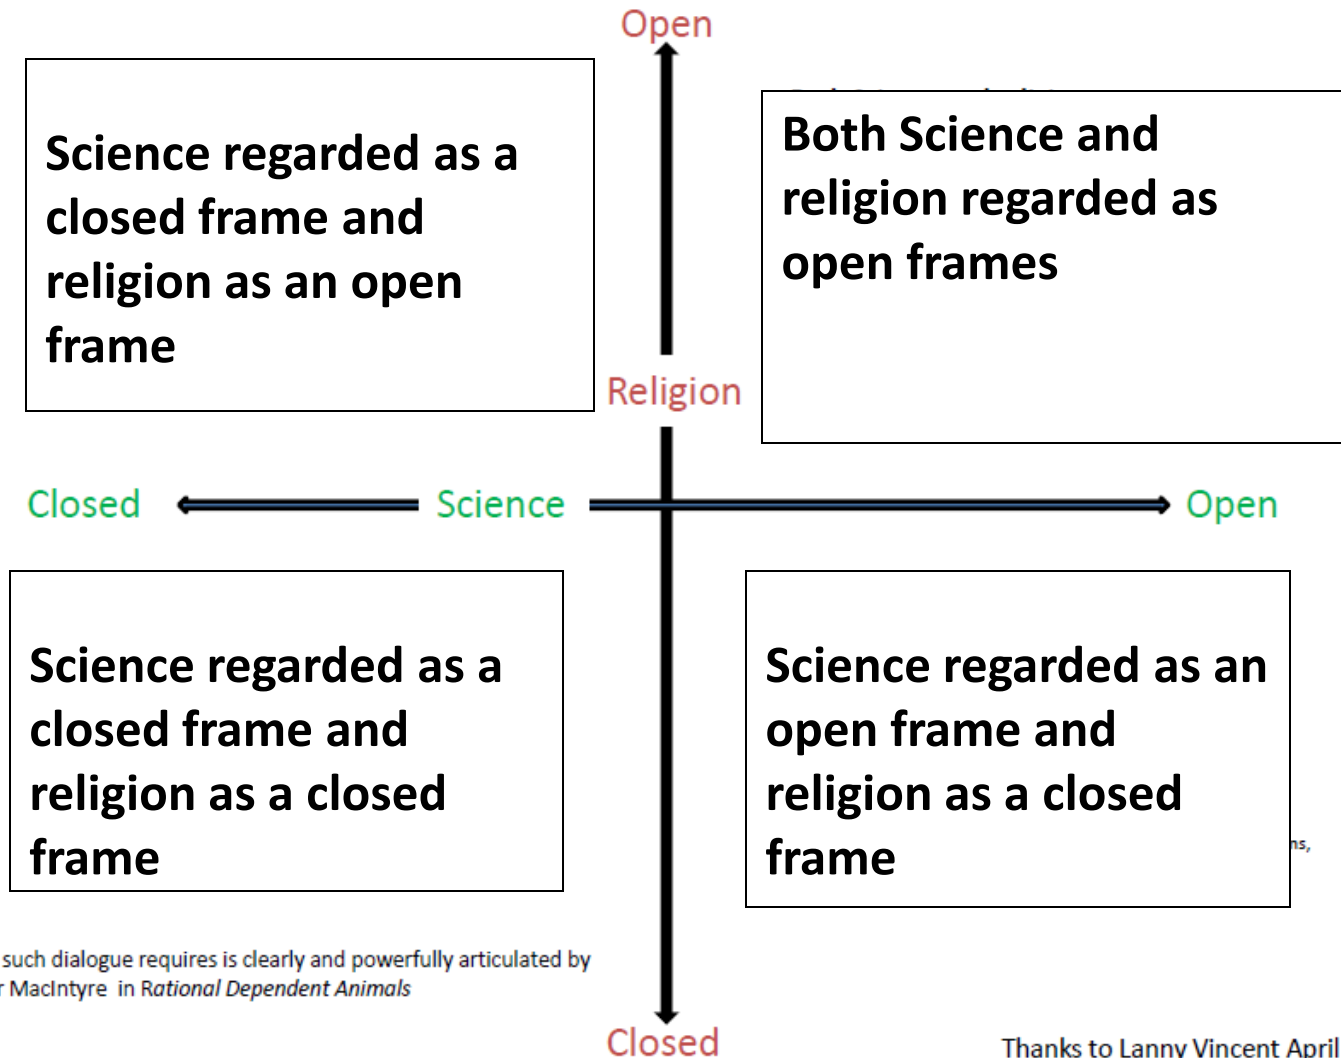 Open
Science regarded as a
closed frame and
religion as an open
frame
Both Science and
religion regarded as
open frames
Religion
Closed
Science
Open
Science regarded as a
closed frame and
religion as a closed
frame
Science regarded as an
open frame and
religion as a closed
frame
ns,
such dialogue requires is clearly and powerfully articulated by
r MacIntyre in Rational Dependent Animals
Closed
Thanks to Lanny Vincent April